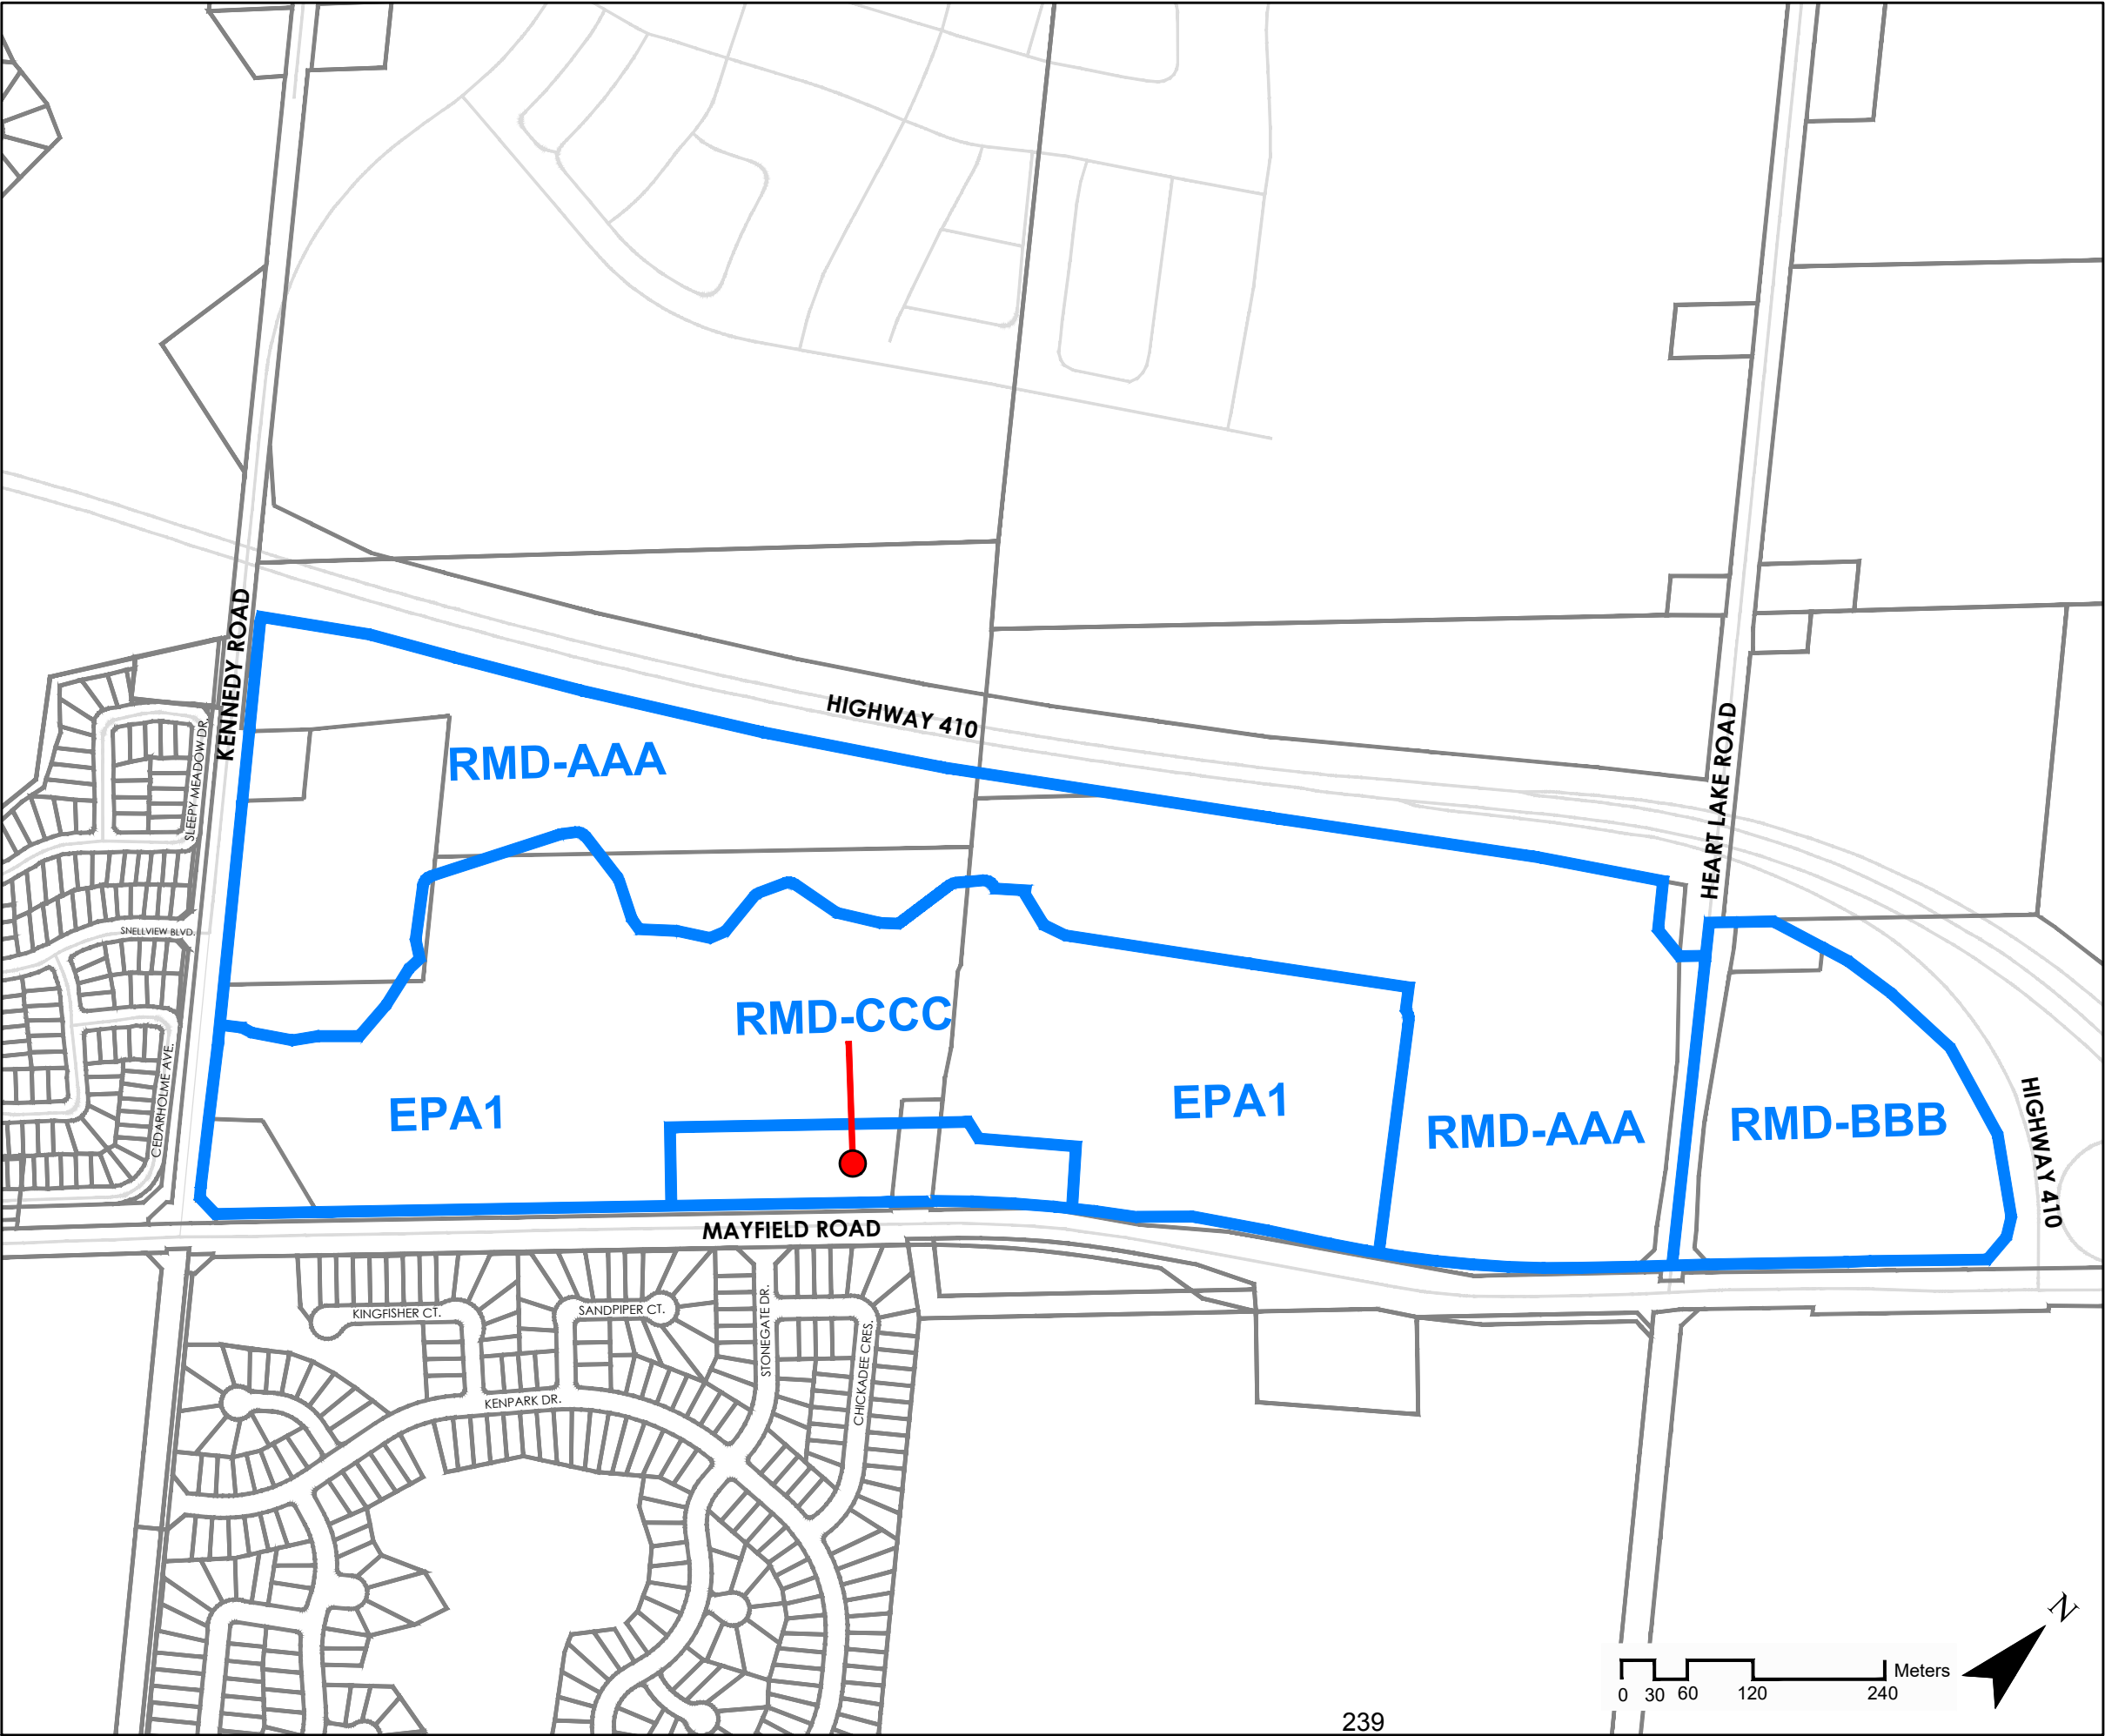 KENNEDY ROAD
HIGHWAY 410
HEART LAKE ROAD
RMD-AAA
SLEEPY MEADOW DR.
SNELLVIEW BLVD.
RMD-CCC
CEDARHOLME AVE.
EPA1
EPA1
RMD-AAA
RMD-BBB
HIGHWAY 410
MAYFIELD ROAD
KINGFISHER CT.
SANDPIPER CT.
STONEGATE DR.
CHICKADEE CRES.
KENPARK DR.
N
Meters
0 30 60 120 240
239